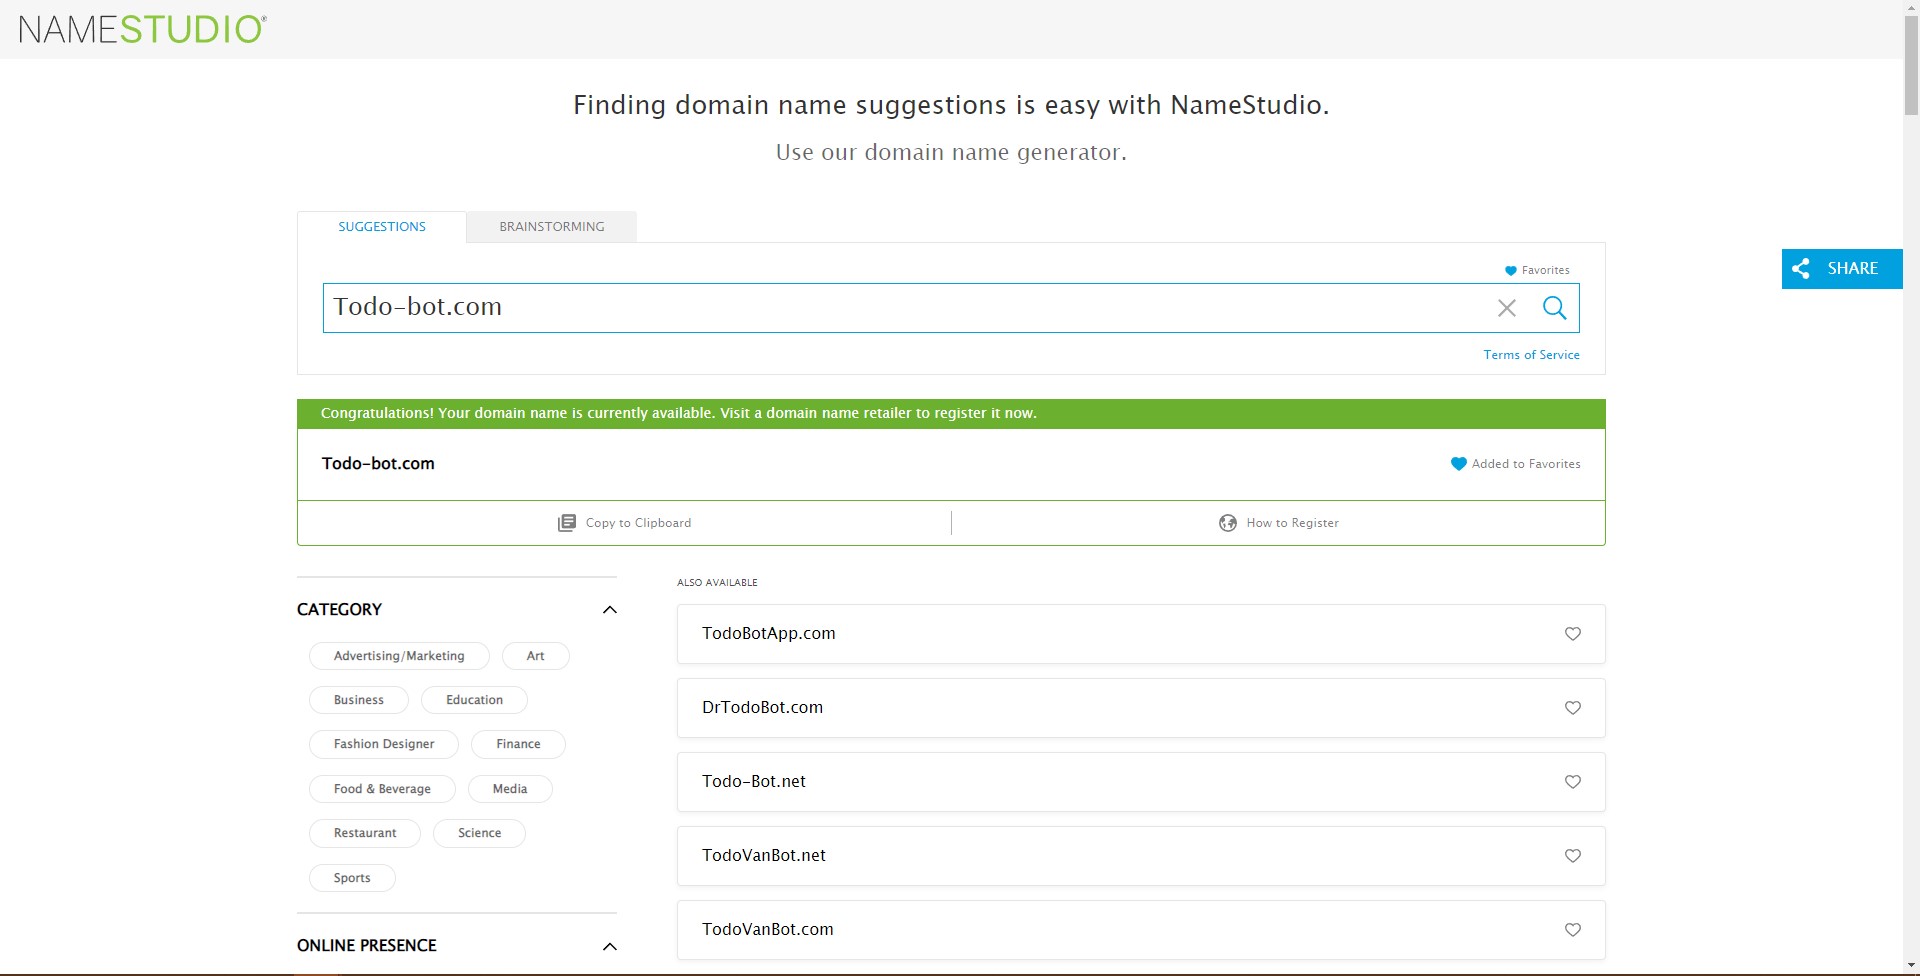 NAMESTUDIO®
Finding domain name suggestions is easy with NameStudio.
Use our domain name generator.
SUGGESTIONS
BRAINSTORMING
SHARE
Favorites
Todo-bot.com
Terms of Service
Congratulations! Your domain name is currently available. Visit a domain name retailer to register it now.
Todo-bot.com
Added to Favorites
Copy to Clipboard
How to Register
CATEGORY
Advertising/Marketing
Art
Business
Education
Fashion Designer
Finance
Food & Beverage
Media
Restaurant
Science
Sports
ONLINE PRESENCE
ALSO AVAILABLE
TodoBotApp.com
DrTodoBot.com
Todo-Bot.net
TodoVanBot.net
TodoVanBot.com